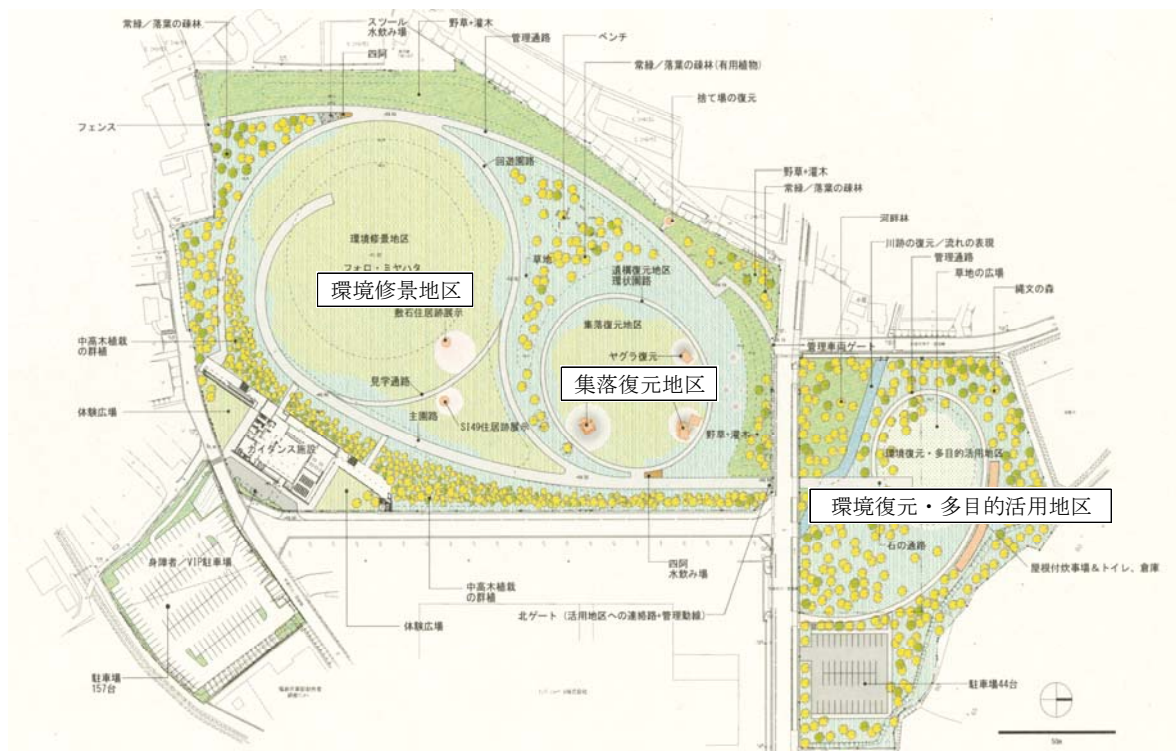 常緑／落葉の疎林
スツール
水飲み場
四阿
野草+灌木
管理通路
ベンチ
常緑／落葉の疎林(有用植物)
捨て場の復元
フェンス
回遊園路
野草+灌木
常緑／落葉の疎林
河畔林
川跡の復元／流れの表現
管理通路
草地の広場
縄文の森
環境修景地区
フォロ・ミヤハタ
環境修景地区
草地
遺構復元地区
環状園路
集落復元地区
敷石住居跡展示
ヤグラ復元
管理車両ゲート
中高木植栽
の群植
集落復元地区
見学通路
体験広場
主園路
SI49住居跡展示
野草+灌木
ガイダンス施設
環境復元・多目的活用地区
環境復元・多目的活用地区
石の通路
身障者／VIP駐車場
四阿
水飲み場
屋根付炊事場&トイレ、倉庫
中高木植栽
の群植
北ゲート（活用地区への連絡路+管理動線）
体験広場
駐車場
157台
駐車場44台
50m